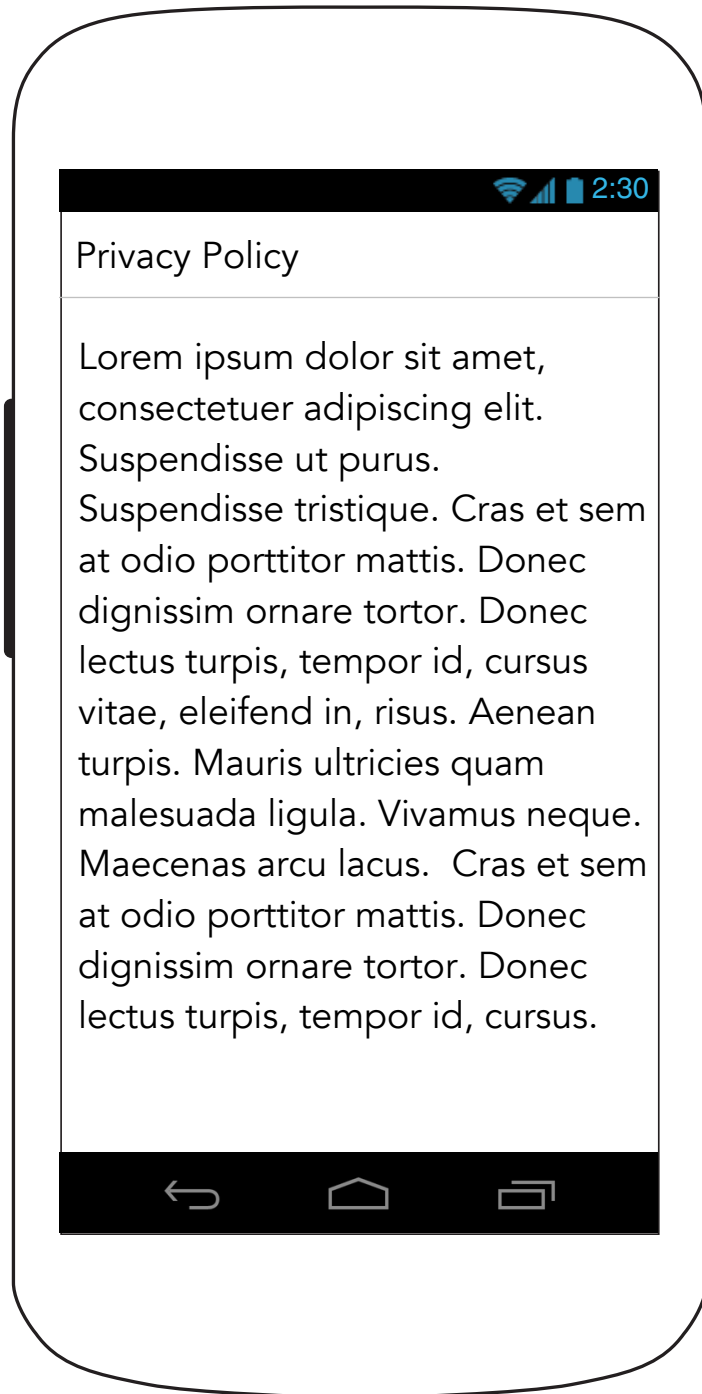 2:30
Privacy Policy
Lorem ipsum dolor sit amet,
consectetuer adipiscing elit.
Suspendisse ut purus.
Suspendisse tristique. Cras et sem
at odio porttitor mattis. Donec
dignissim ornare tortor. Donec
lectus turpis, tempor id, cursus
vitae, eleifend in, risus. Aenean
turpis. Mauris ultricies quam
malesuada ligula. Vivamus neque.
Maecenas arcu lacus.  Cras et sem
at odio porttitor mattis. Donec
dignissim ornare tortor. Donec
lectus turpis, tempor id, cursus.